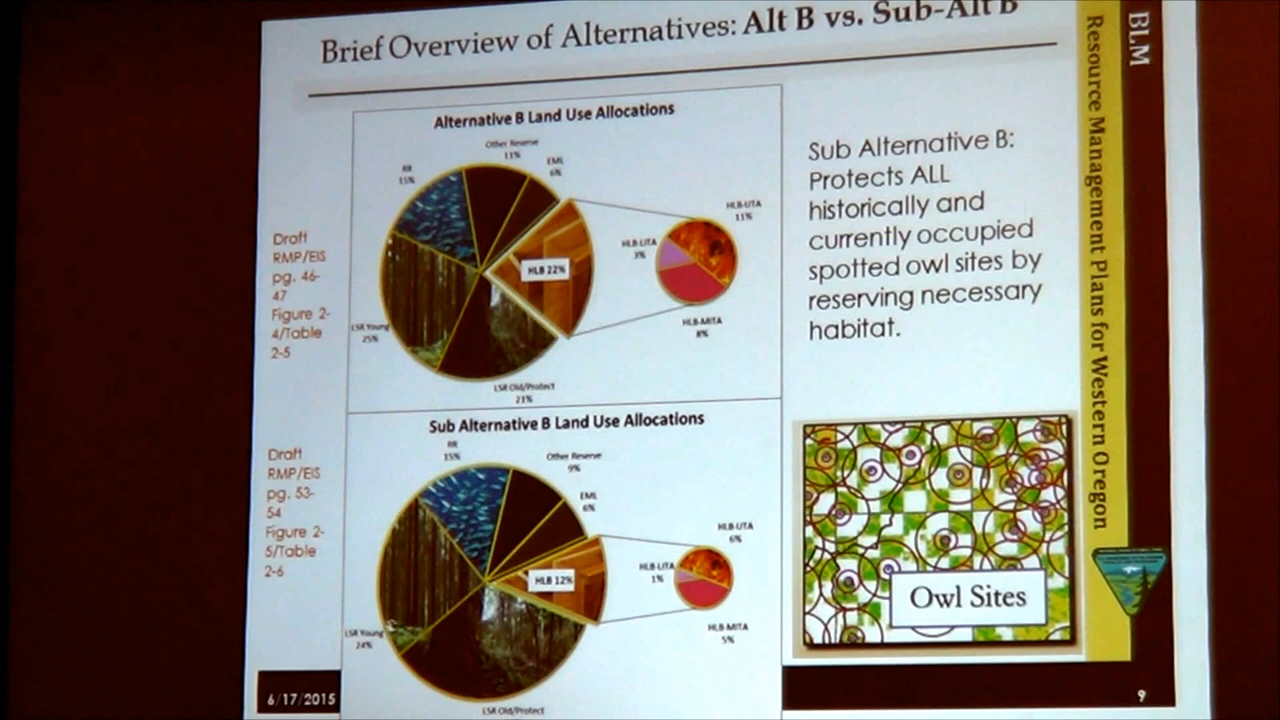 Brief Overview of Alternatives: Alt B vs. Sub-Alt B
Alternative B Land Use Allocations
Other Reserve
11%
EML
6%
RR
15%
HLB-UTA
11%
HLB-LITA
3%
HLB 22%
HLB-MITA
8%
LSR Young
25%
LSR Old/Protect
21%
Draft
RMP/EIS
pg. 46-
47
Figure 2-
4/Table
2-5
Sub Alternative B Land Use Allocations
RR
15%
Other Reserve
9%
EML
6%
HLB-UTA
6%
HLB-LITA
1%
HLB 12%
HLB-MITA
5%
LSR Young
24%
LSR Old/Protect
Draft
RMP/EIS
pg. 53-
54
Figure 2-
5/Table
2-6
Sub Alternative B:
Protects ALL
historically and
currently occupied
spotted owl sites by
reserving necessary
habitat.
Owl Sites
BLM
Resource Management Plans for Western Oregon
6/17/2015
9